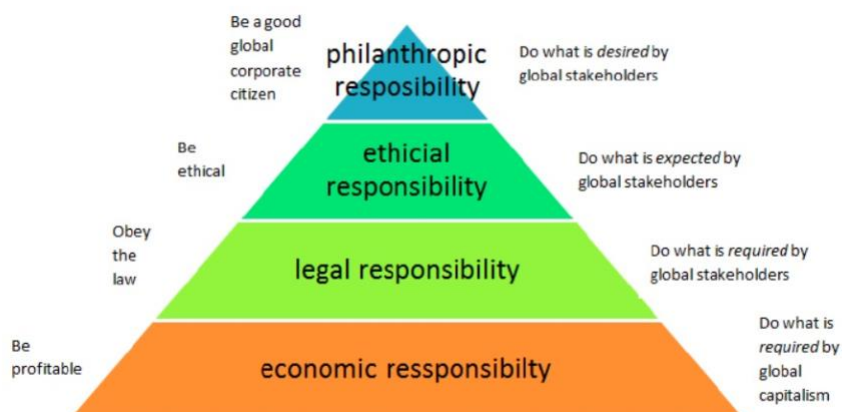 Be a good
global
corporate
citizen
philanthropic
resposibility
Do what is desired by
global stakeholders
Be
ethical
ethicial
responsibility
Do what is expected by
global stakeholders
Obey
the
law
legal responsibility
Do what is required by
global stakeholders
Be
profitable
economic ressponsibilty
Do what is
required by
global
capitalism